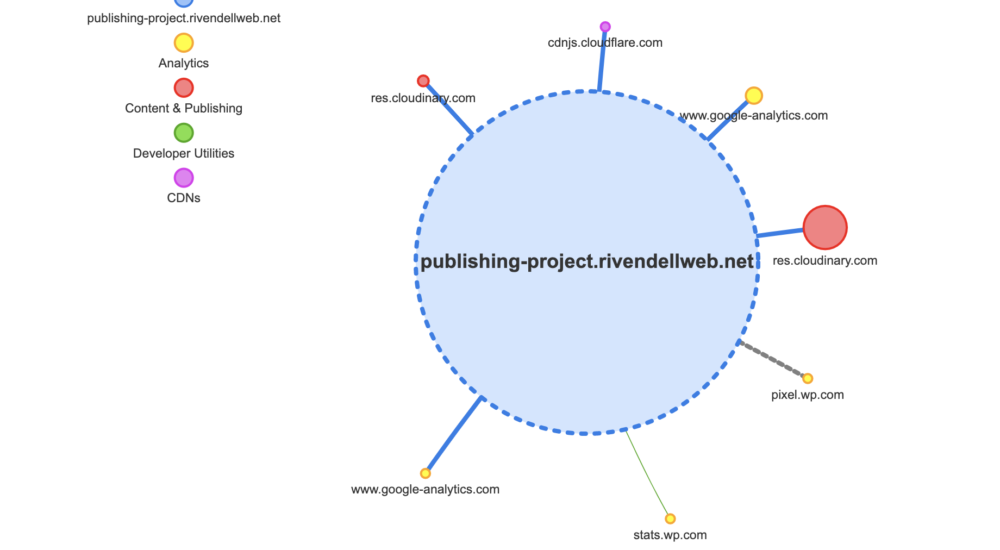 publishing-project.rivendellweb.net
Analytics
Content & Publishing
Developer Utilities
CDNs
cdnjs.cloudflare.com
res.cloudinary.com
www.google-analytics.com
publishing-project.rivendellweb.net
res.cloudinary.com
pixel.wp.com
www.google-analytics.com
stats.wp.com